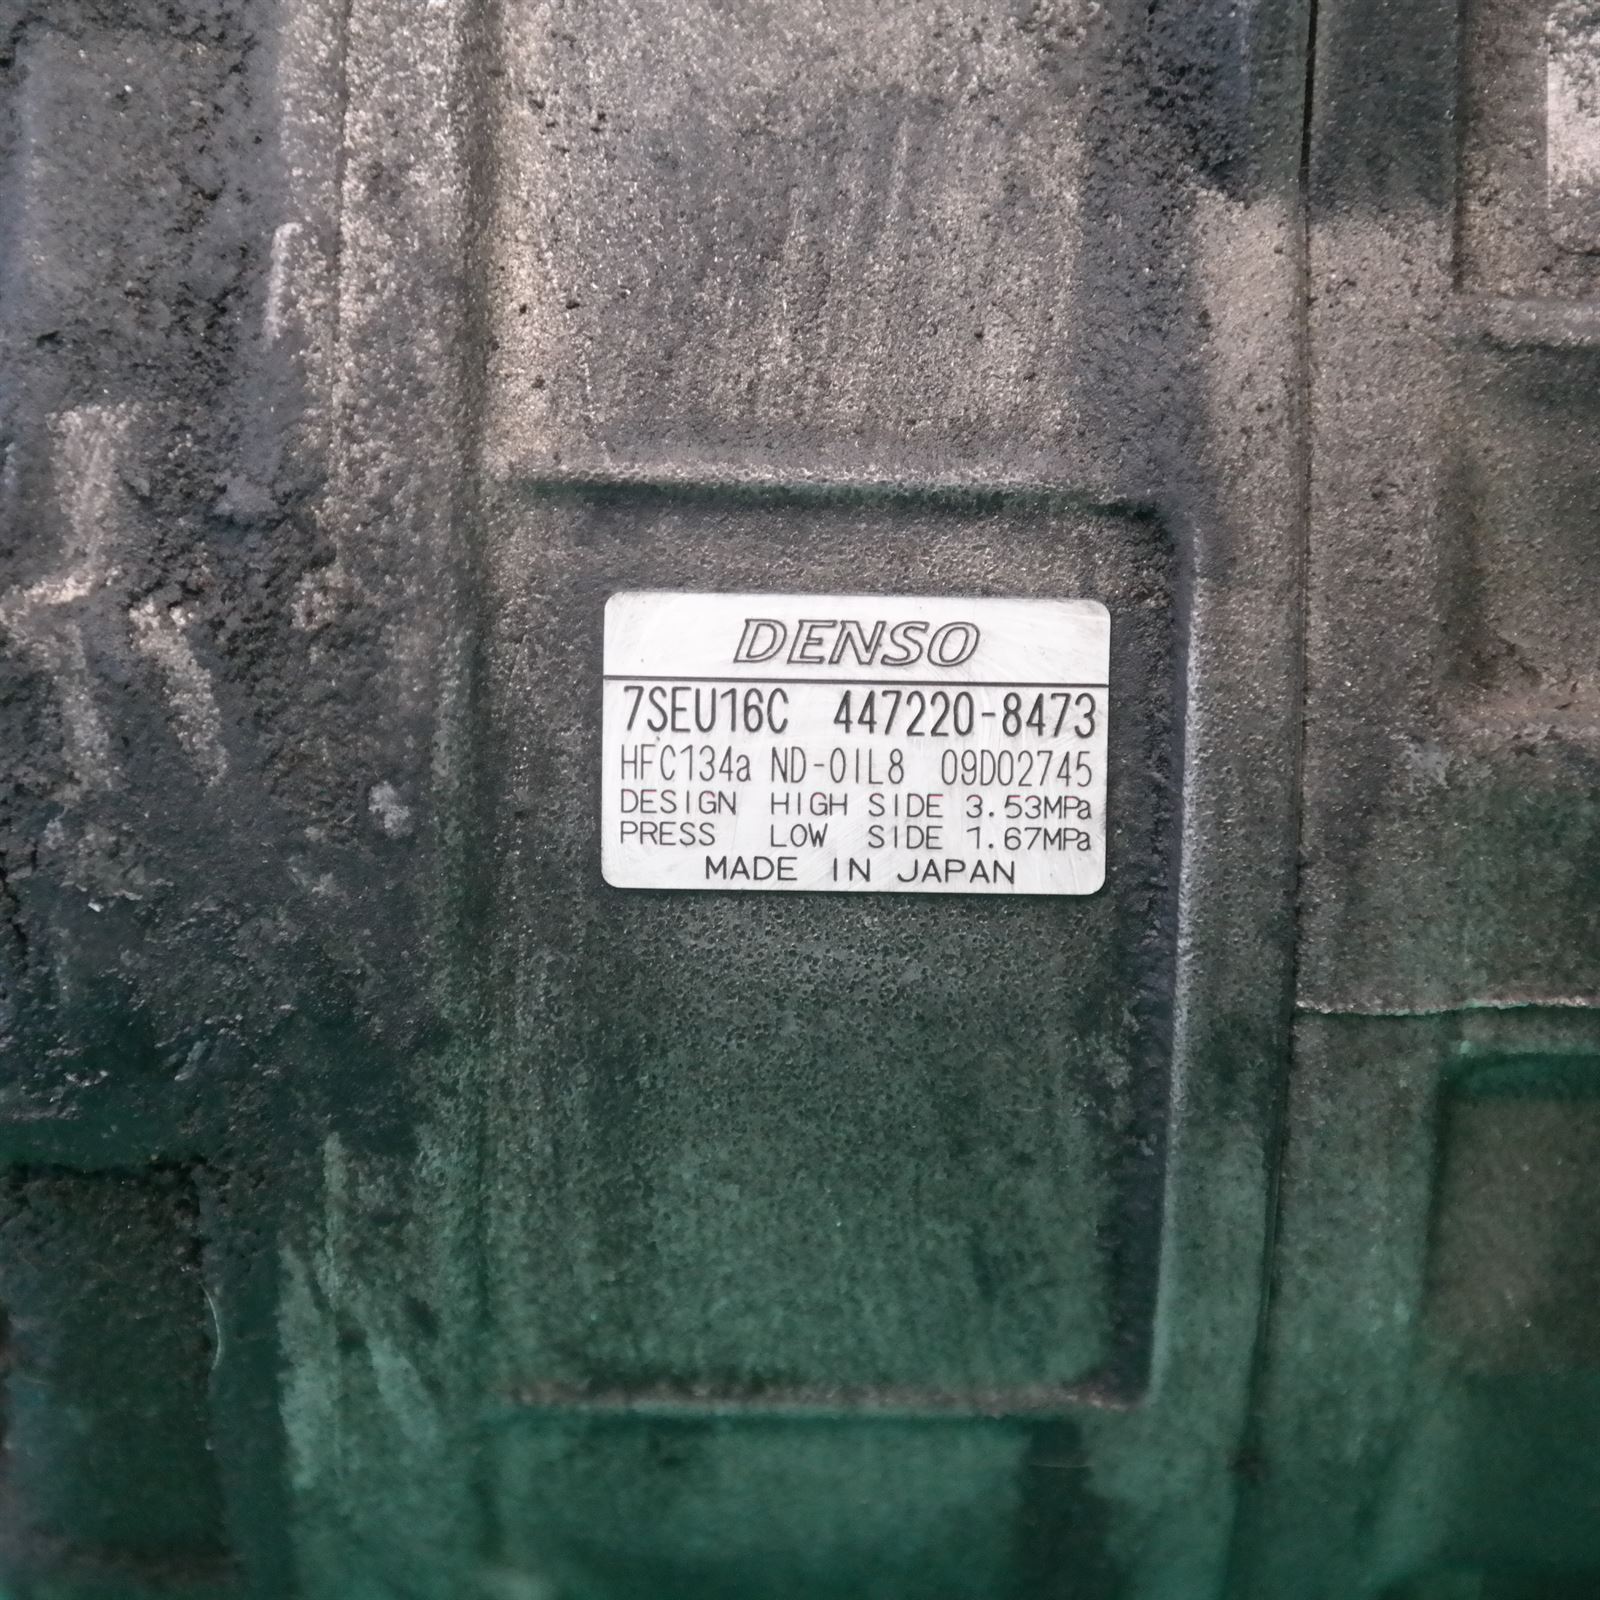 DENSO
7SEU16C 447220-8473
HFC134a ND-OIL8 09D02745
DESIGN HIGH SIDE 3.53MPa
PRESS LOW SIDE 1.67MPa
MADE IN JAPAN